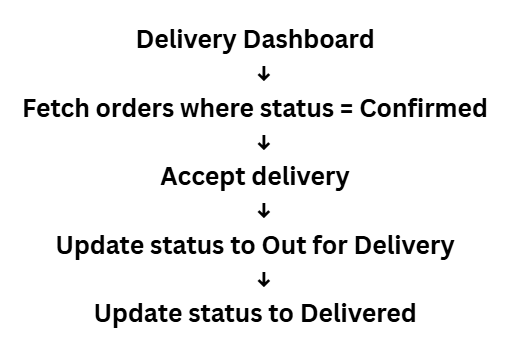 Delivery Dashboard
↓
Fetch orders where status = Confirmed
↓
Accept delivery
↓
Update status to Out for Delivery
↓
Update status to Delivered